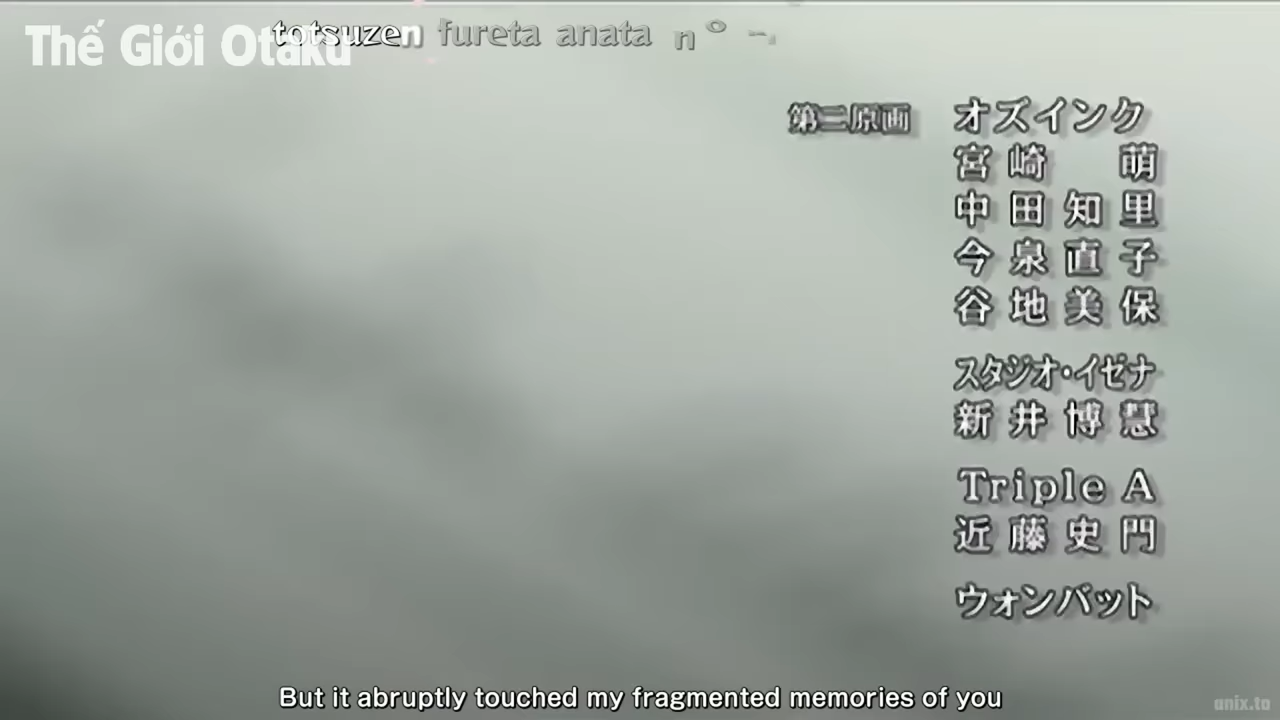 Thế Giới Otaku
totsuzen fureta anata no
第二原画
オズインク
宮崎 萌
中田知里
今泉直子
谷地美保
スタジオ・イゼナ
新井博慧
Triple A
近藤史門
ウォンバット
But it abruptly touched my fragmented memories of you
anix.to